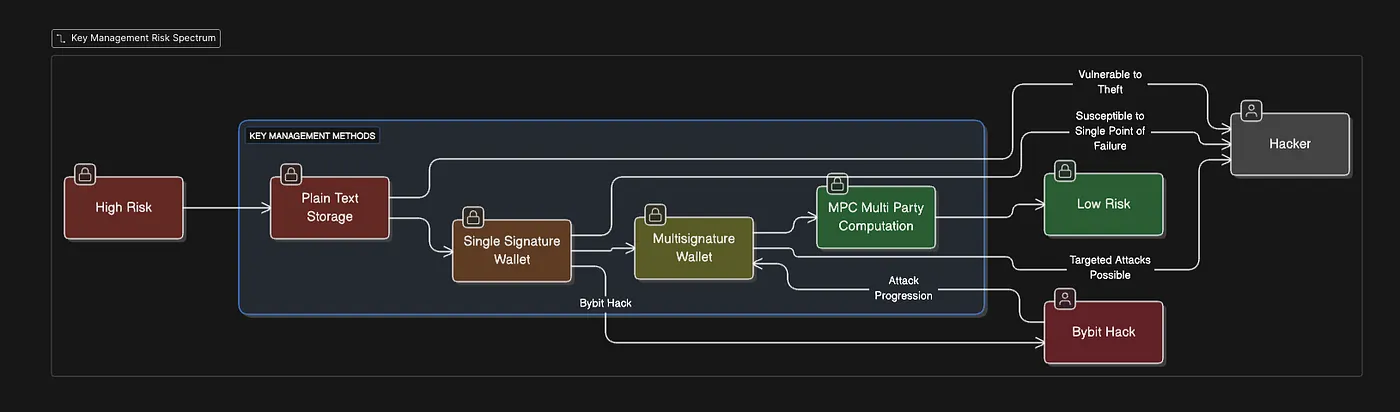 Key Management Risk Spectrum
Vulnerable to
Theft
Susceptible to
Single Point of
Failure
Hacker
KEY MANAGEMENT METHODS
High Risk
Plain Text
Storage
Single Signature
Wallet
Multisignature
Wallet
MPC Multi Party
Computation
Low Risk
Targeted Attacks
Possible
Attack
Progression
Bybit Hack
Bybit Hack